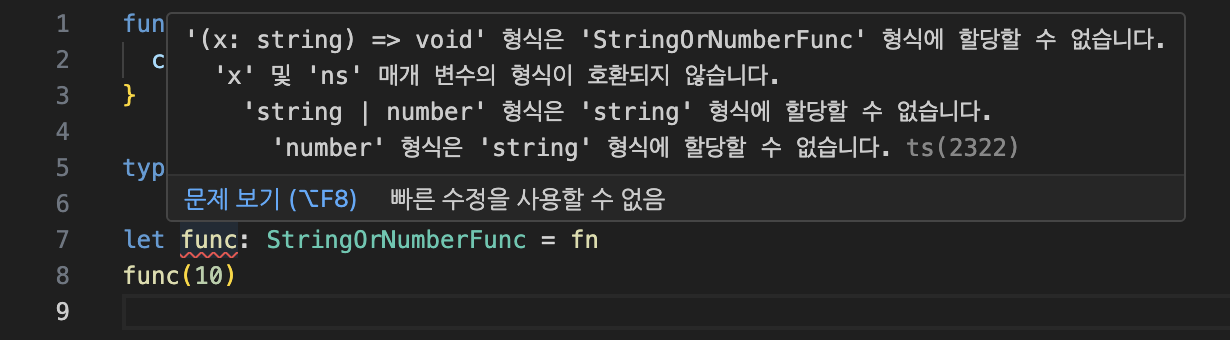 1 fun
'(x: string) => void' 형식은 'StringOrNumberFunc' 형식에 할당할 수 없습니다.
2 c
'x' 및 'ns' 매개 변수의 형식이 호환되지 않습니다.
3 }
'string | number' 형식은 'string' 형식에 할당할 수 없습니다.
4
'number' 형식은 'string' 형식에 할당할 수 없습니다. ts(2322)
5 typ
6
문제 보기 (⌥F8) 빠른 수정을 사용할 수 없음
7 let func: StringOrNumberFunc = fn
8 func(10)
9